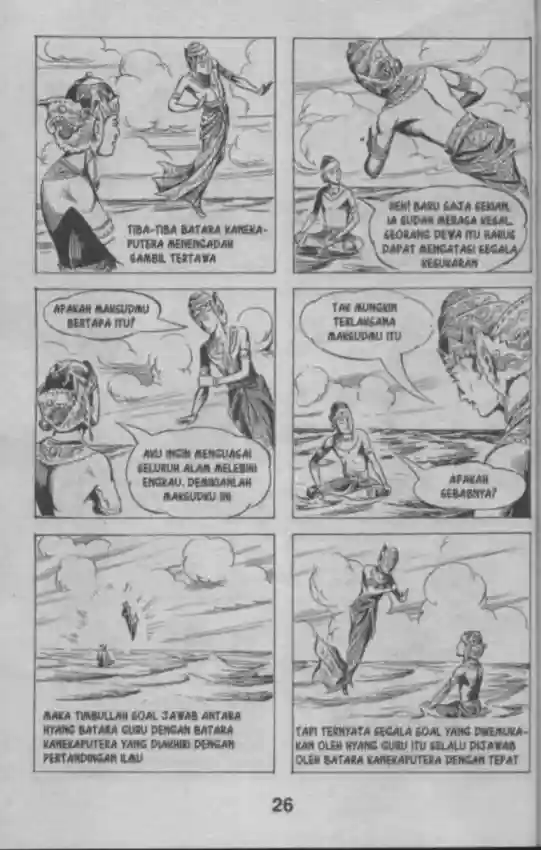 TIBA-TIBA BATARA KANEKA-
PUTERA MENENGADAH
SAMBIL TERTAWA
HEH! BARU SAJA SEKIAN,
IA SUDAH MERASA KESAL.
SEORANG DEWA ITU HARUS
DAPAT MENGATASI SEGALA
KESUKARAN
APAKAH MAKSUDMU
BERTAPA ITU?
AKU INGIN MENGUASAI
SELURUH ALAM MELEBIHI
ENGKAU. DEMIKIANLAH
MAKSUDKU INI
TAK MUNGKIN
TERLAKSANA
MAKSUDMU ITU
APAKAH
SEBABNYA?
MAKA TIMBULLAH SOAL JAWAB ANTARA
HYANG BATARA GURU DENGAN BATARA
KANEKAPUTERA YANG DIAKHIRI DENGAN
PERTANDINGAN ILMU
TAPI TERNYATA SEGALA SOAL YANG DIKEMUKA-
KAN OLEH HYANG GURU ITU SELALU DIJAWAB
OLEH BATARA KANEKAPUTERA DENGAN TEPAT
26